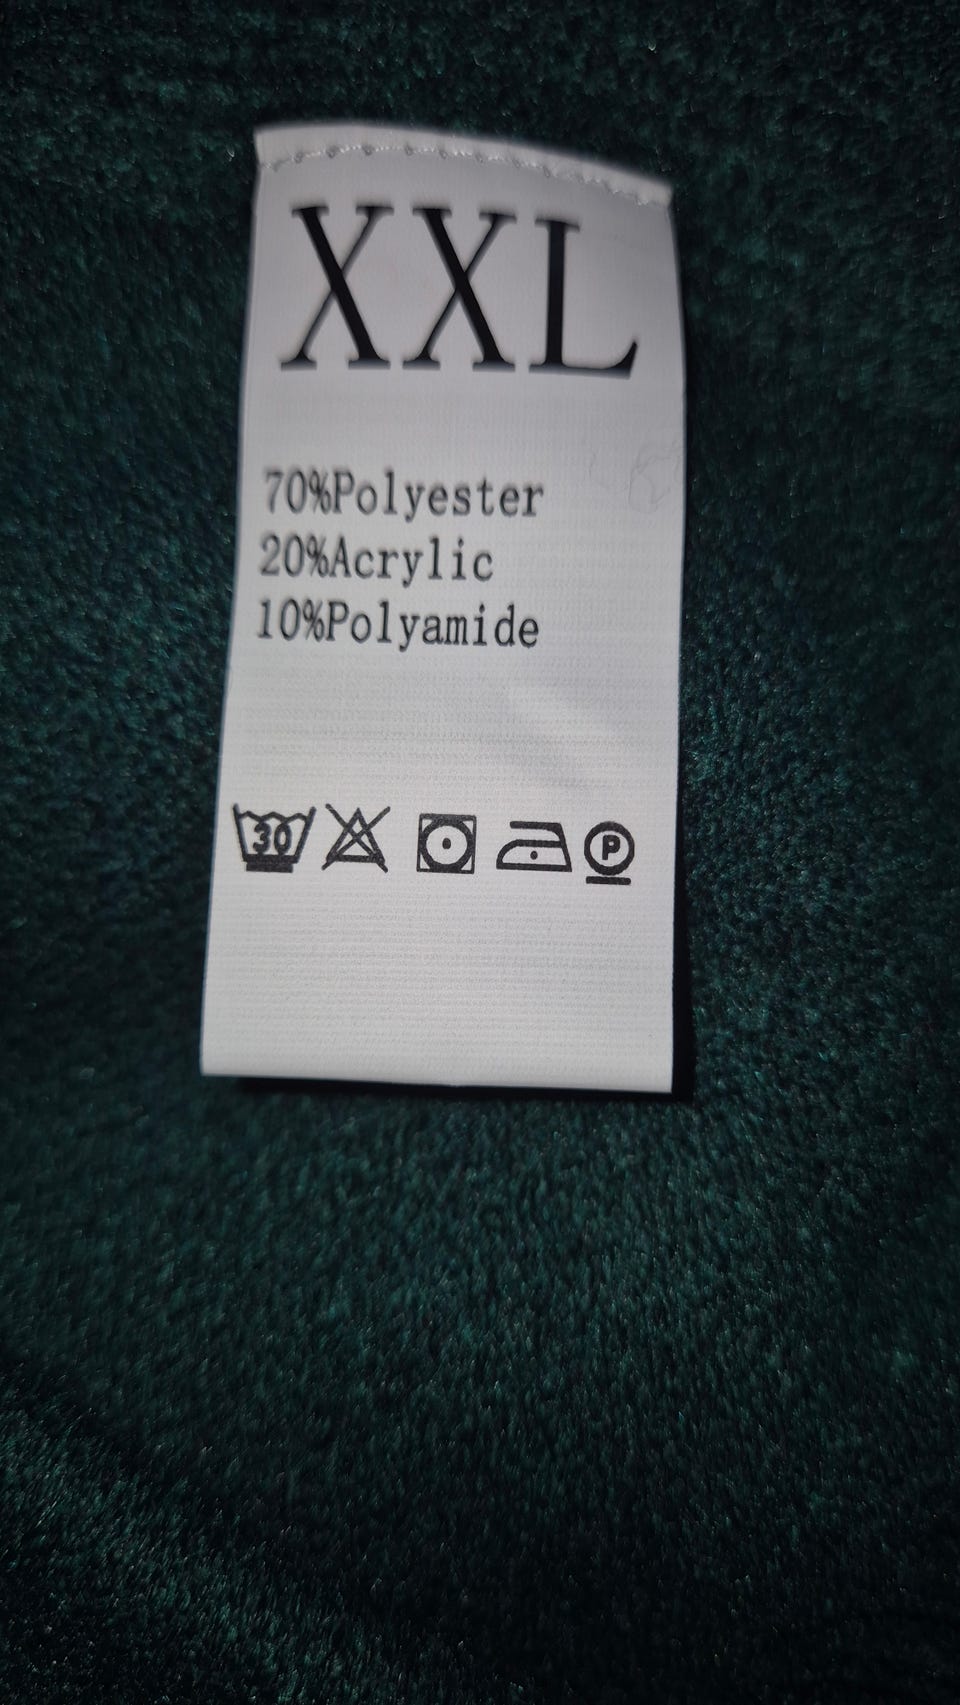 XXL
70%Polyester
20%Acrylic
10%Polyamide
30 P